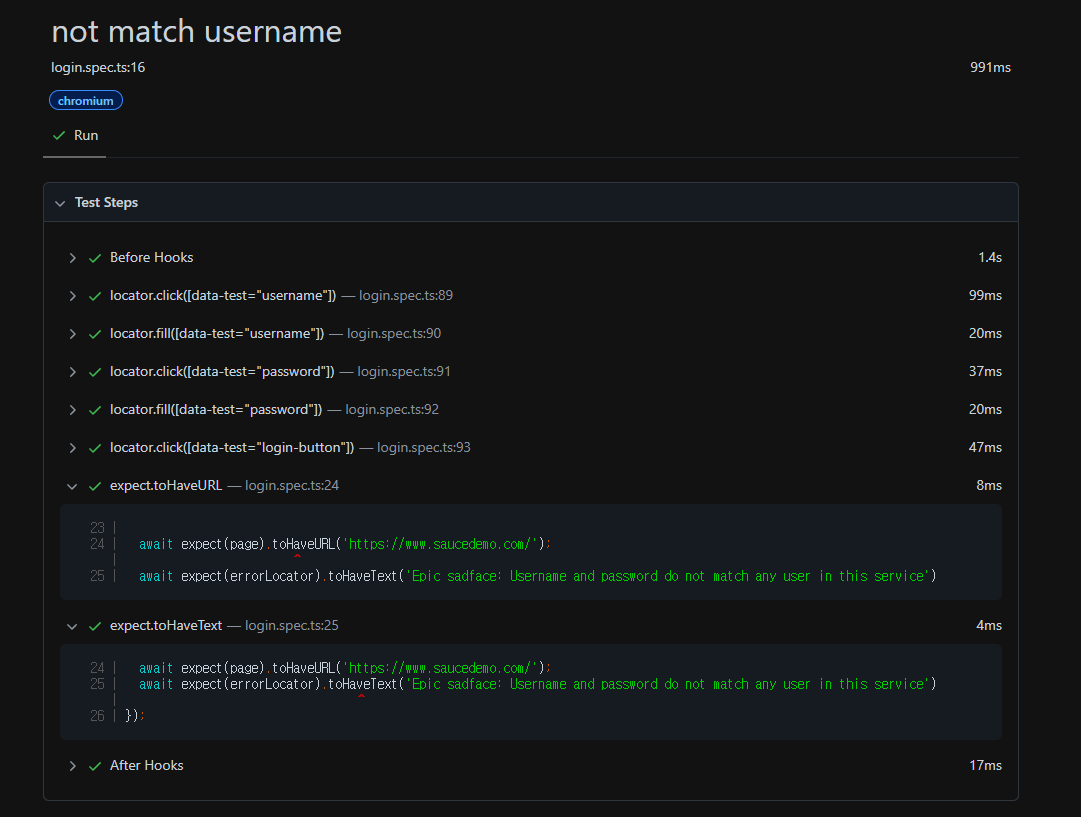 not match username
login.spec.ts:16 991ms
chromium
Run
Test Steps
Before Hooks 1.4s
locator.click([data-test="username"]) — login.spec.ts:89 99ms
locator.fill([data-test="username"]) — login.spec.ts:90 20ms
locator.click([data-test="password"]) — login.spec.ts:91 37ms
locator.fill([data-test="password"]) — login.spec.ts:92 20ms
locator.click([data-test="login-button"]) — login.spec.ts:93 47ms
expect.toHaveURL — login.spec.ts:24 8ms
23 |
24 | await expect(page).toHaveURL('https://www.saucedemo.com/');
| ^
25 | await expect(errorLocator).toHaveText('Epic sadface: Username and password do not match any user in this service')
expect.toHaveText — login.spec.ts:25 4ms
24 | await expect(page).toHaveURL('https://www.saucedemo.com/');
25 | await expect(errorLocator).toHaveText('Epic sadface: Username and password do not match any user in this service')
| ^
26 | });
After Hooks 17ms